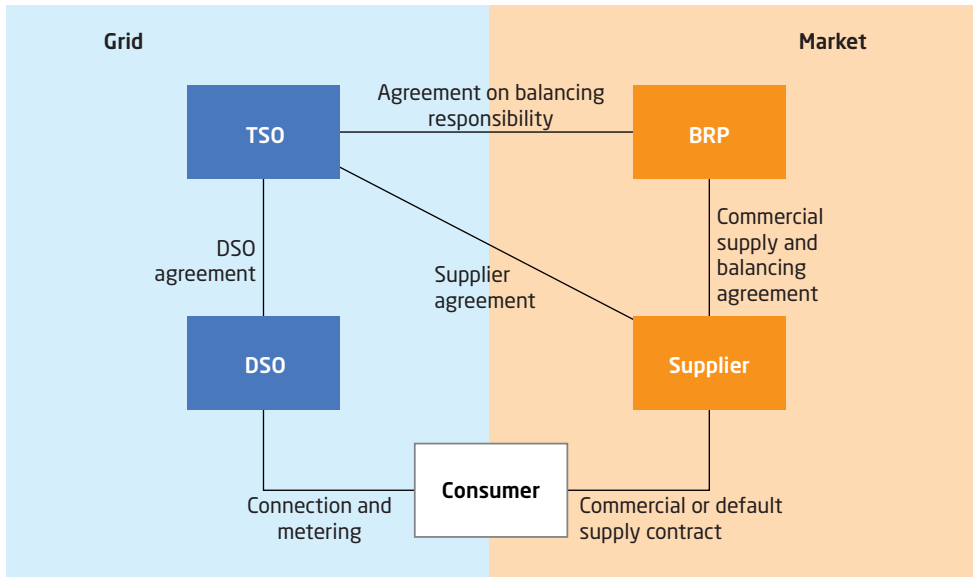 Grid
Market
TSO
Agreement on balancing
responsibility
BRP
DSO
agreement
Supplier
agreement
Commercial
supply and
balancing
agreement
DSO
Supplier
Consumer
Connection and
metering
Commercial or default
supply contract